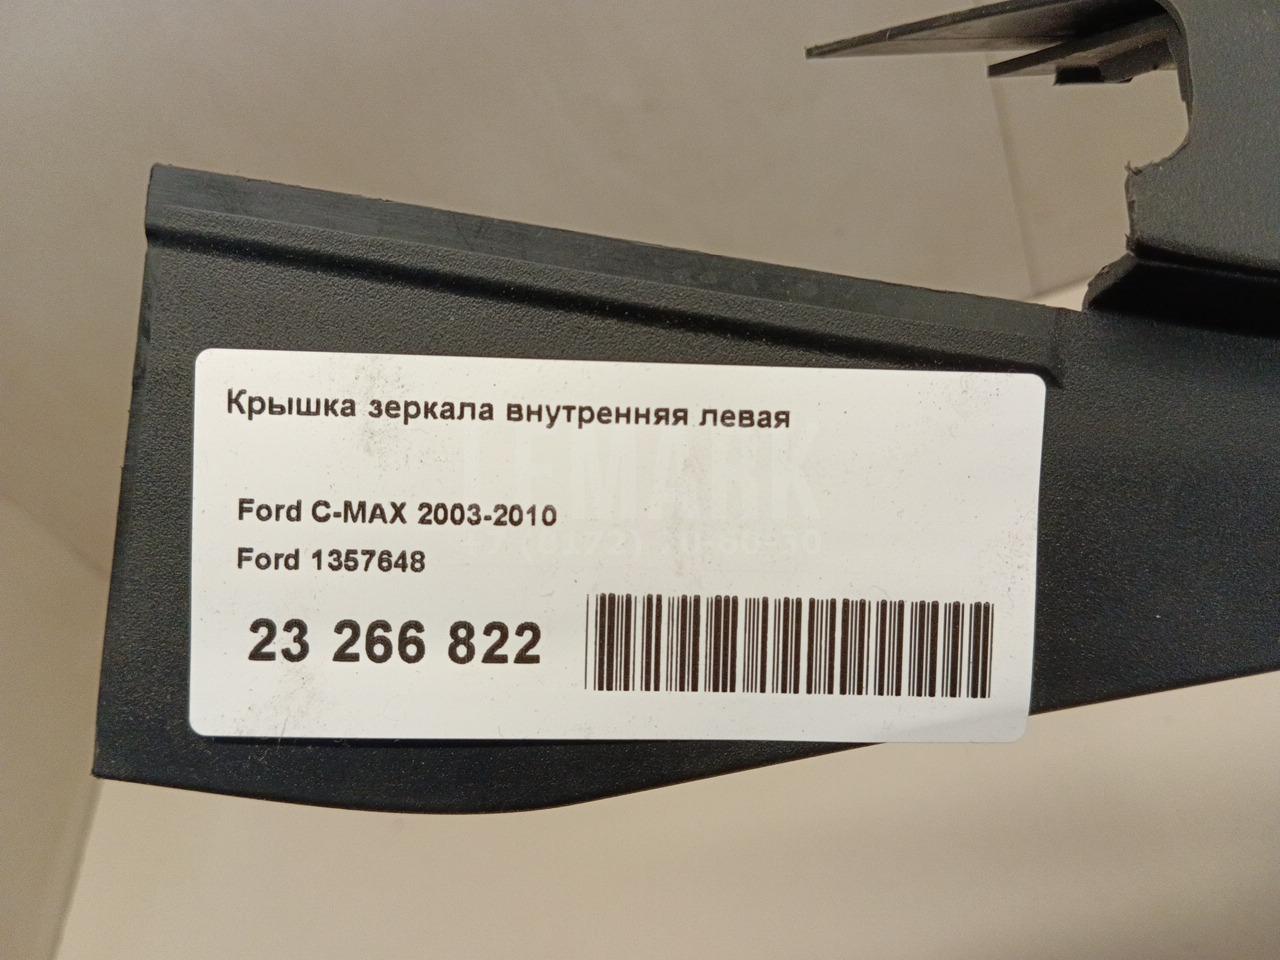 Крышка зеркала внутренняя левая
Ford C-MAX 2003-2010
Ford 1357648
23 266 822